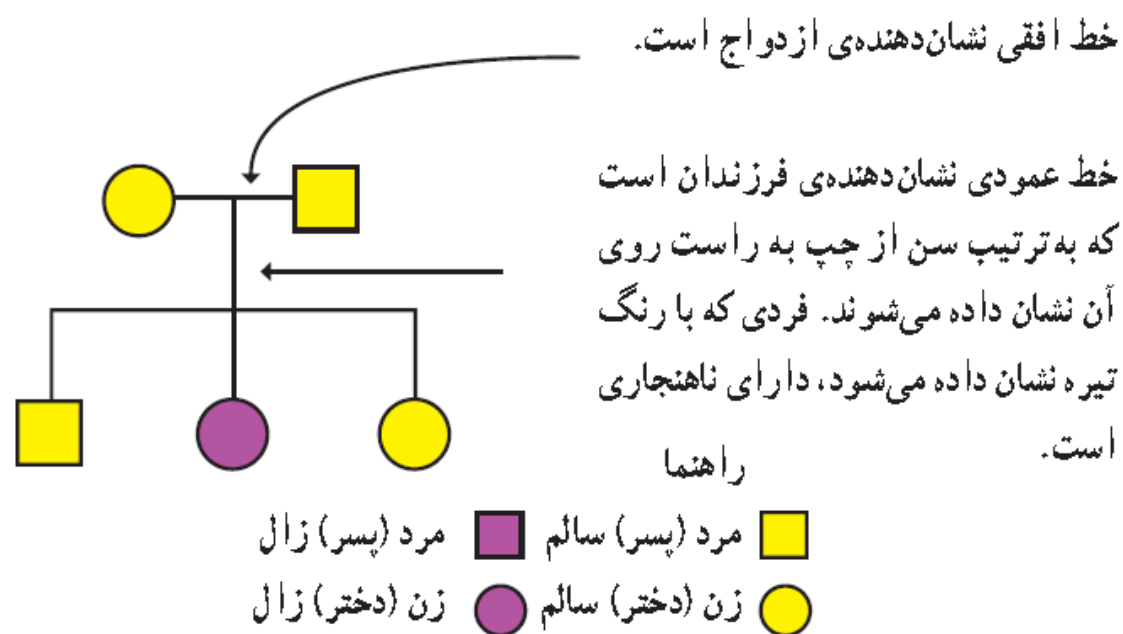 خط افقی نشان‌دهنده‌ی ازدواج است.
خط عمودی نشان‌دهنده‌ی فرزندان است
که به‌ترتیب سن از چپ به راست روی
آن نشان داده می‌شوند. فردی که با رنگ
تیره نشان داده می‌شود، دارای ناهنجاری
است.
راهنما
مرد (پسر) سالم مرد (پسر) زال
زن (دختر) سالم زن (دختر) زال